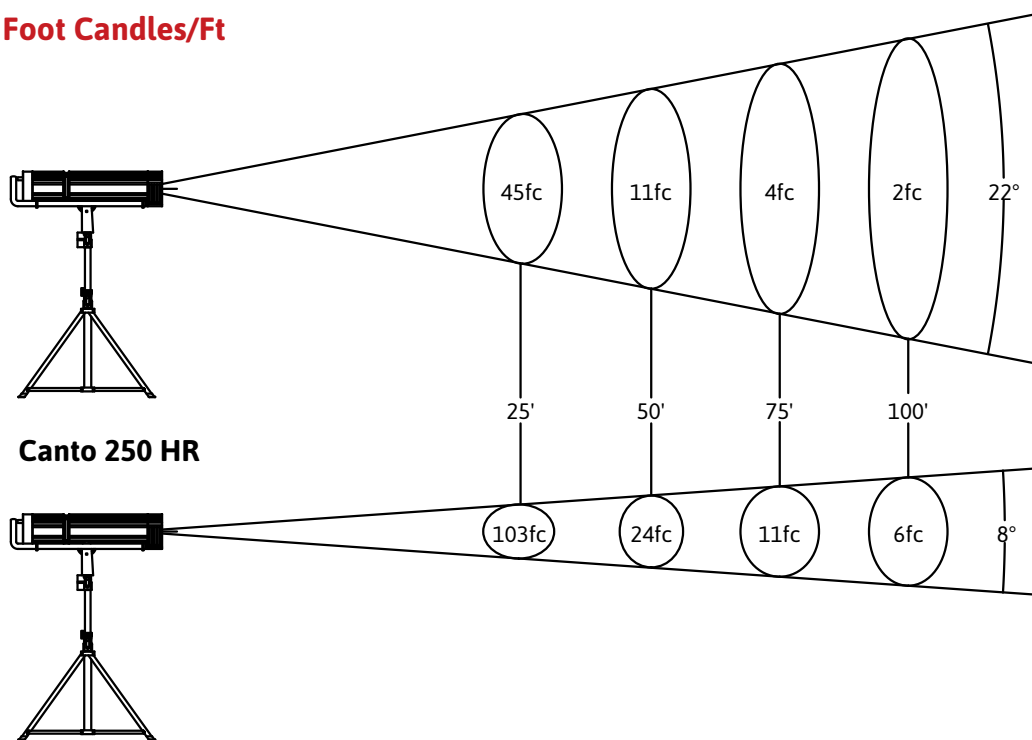 Foot Candles/Ft
45fc 11fc 4fc 2fc 22°
25' 50' 75' 100'
Canto 250 HR
103fc 24fc 11fc 6fc 8°